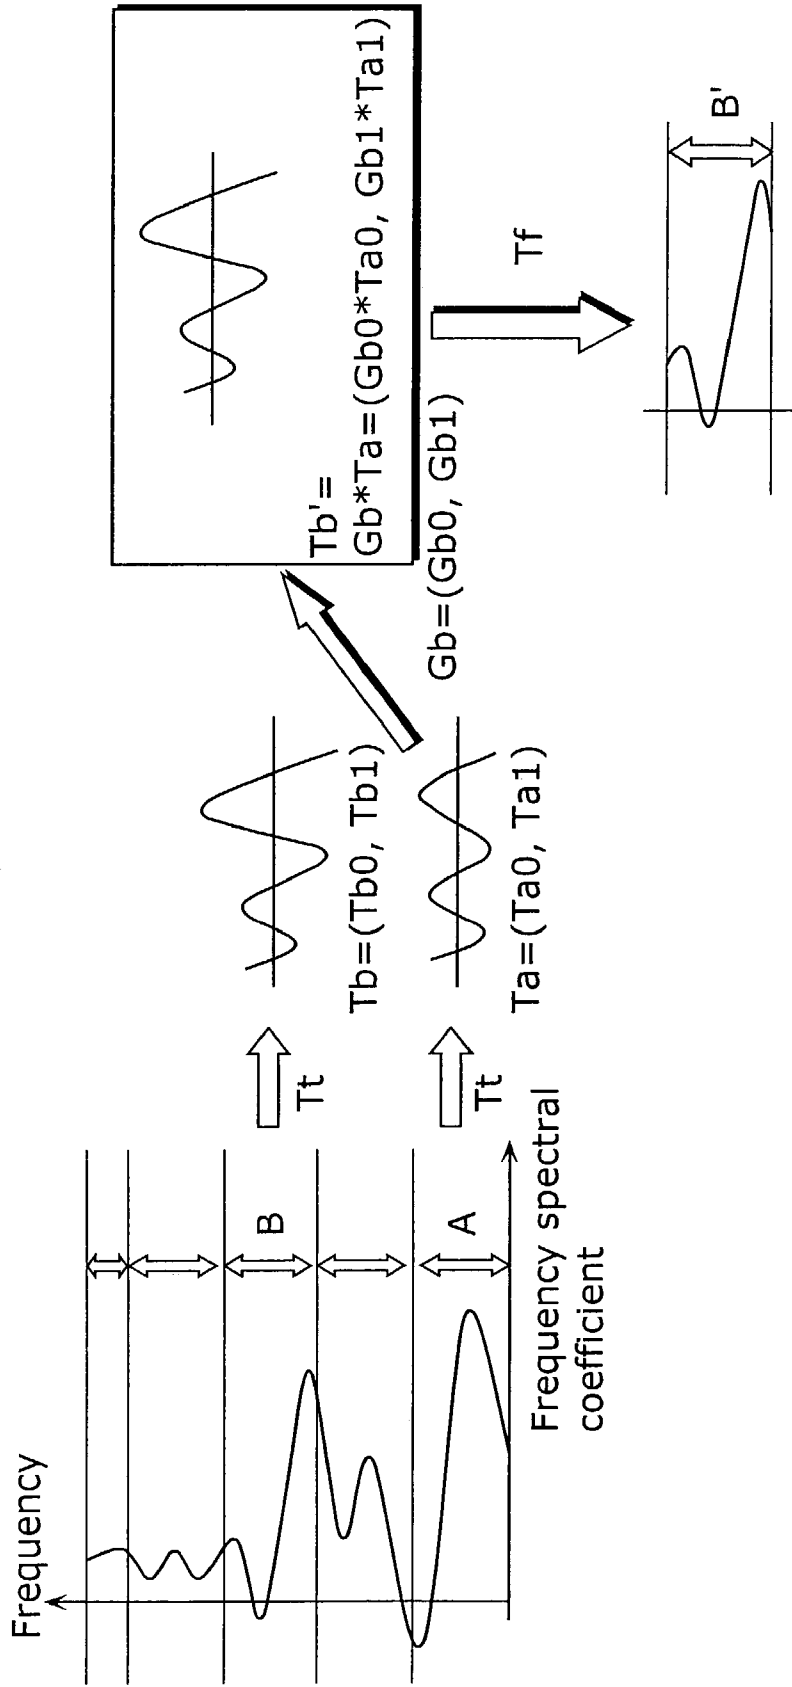 Frequency
B
A
Frequency spectral
coefficient
Tt
Tt
Tb=(Tb0, Tb1)
Ta=(Ta0, Ta1)
Tb'=
Gb*Ta=(Gb0*Ta0, Gb1*Ta1)
Gb=(Gb0, Gb1)
Tf
B'